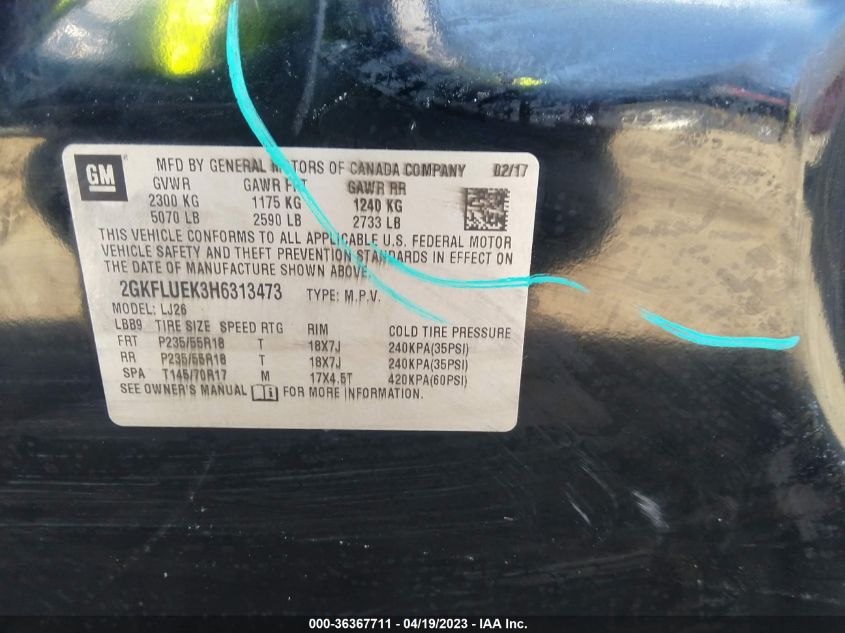 GM
MFD BY GENERAL MOTORS OF CANADA COMPANY 02/17
GVWR GAWR FRT GAWR RR
2300 KG 1175 KG 1240 KG
5070 LB 2590 LB 2733 LB
THIS VEHICLE CONFORMS TO ALL APPLICABLE U.S. FEDERAL MOTOR
VEHICLE SAFETY AND THEFT PREVENTION STANDARDS IN EFFECT ON
THE DATE OF MANUFACTURE SHOWN ABOVE.
2GKFLUEK3H6313473 TYPE: M.P.V.
MODEL: LJ26
LBB9 TIRE SIZE SPEED RTG RIM COLD TIRE PRESSURE
FRT P235/55R18 T 18X7J 240KPA(35PSI)
RR P235/55R18 T 18X7J 240KPA(35PSI)
SPA T145/70R17 M 17X4.5T 420KPA(60PSI)
SEE OWNER'S MANUAL FOR MORE INFORMATION.
000-36367711 - 04/19/2023 - IAA Inc.